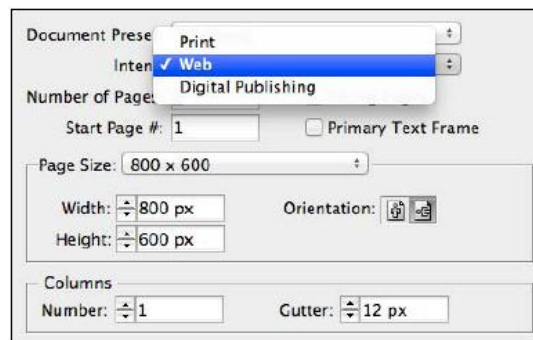 Document Prese
Print
Inten ✓ Web
Digital Publishing
Number of Page
Start Page #: 1 Primary Text Frame
Page Size: 800 x 600
Width: 800 px Orientation:
Height: 600 px
Columns
Number: 1 Gutter: 12 px